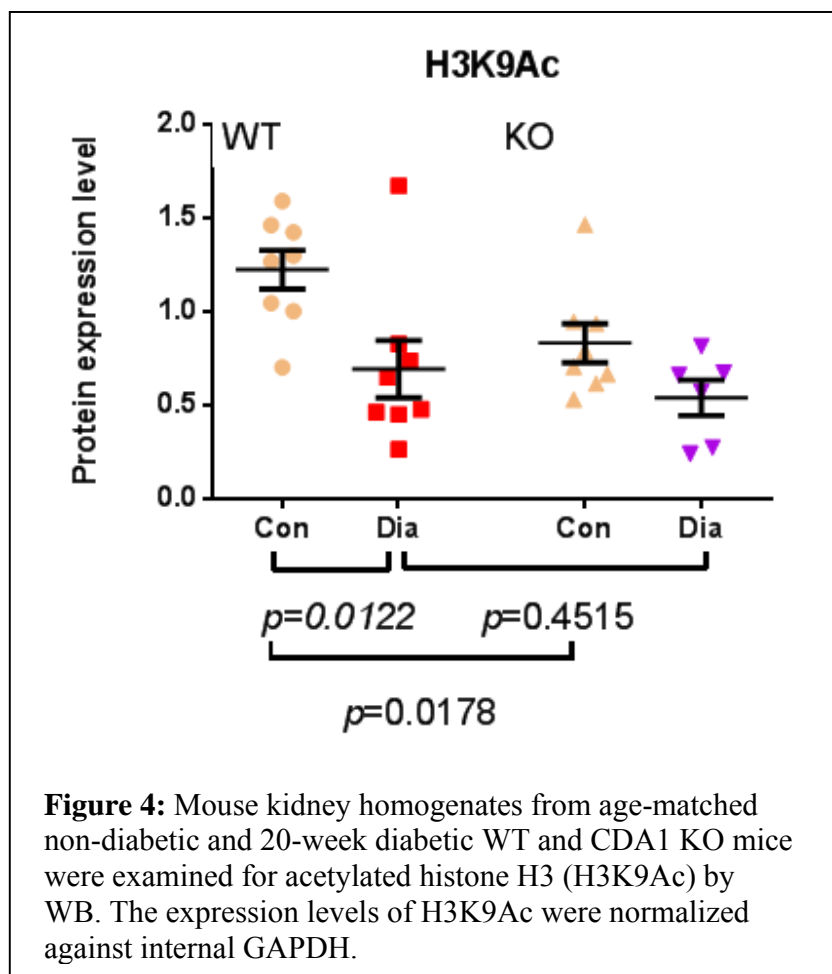 H3K9Ac
Protein expression level
2.0
1.5
1.0
0.5
0.0
WT KO
Con Dia Con Dia
p=0.0122 p=0.4515
p=0.0178
Figure 4: Mouse kidney homogenates from age-matched
non-diabetic and 20-week diabetic WT and CDA1 KO mice
were examined for acetylated histone H3 (H3K9Ac) by
WB. The expression levels of H3K9Ac were normalized
against internal GAPDH.